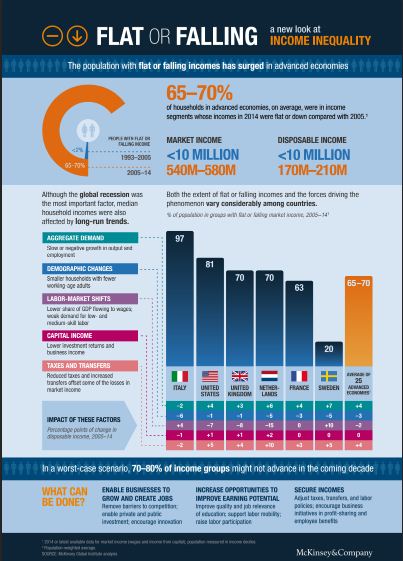 FLAT OR FALLING
a new look at
INCOME INEQUALITY
The population with flat or falling incomes has surged in advanced economies
65–70%
of households in advanced economies, on average, were in income
segments whose incomes in 2014 were flat or down compared with 2005.¹
<2%
65–70%
PEOPLE WITH FLAT OR
FALLING INCOME
1993–2005
2005–14
MARKET INCOME
<10 MILLION
540M–580M
DISPOSABLE INCOME
<10 MILLION
170M–210M
Although the global recession was
the most important factor, median
household incomes were also
affected by long-run trends.
Both the extent of flat or falling incomes and the forces driving the
phenomenon vary considerably among countries.
% of population in groups with flat or falling market income, 2005–14¹
AGGREGATE DEMAND
Slow or negative growth in output and
employment
DEMOGRAPHIC CHANGES
Smaller households with fewer
working-age adults
LABOR-MARKET SHIFTS
Lower share of GDP flowing to wages;
weak demand for low- and
medium-skill labor
CAPITAL INCOME
Lower investment returns and
business income
TAXES AND TRANSFERS
Reduced taxes and increased
transfers offset some of the losses in
market income
97
81
70
70
63
20
65–70
ITALY
UNITED
STATES
UNITED
KINGDOM
NETHER-
LANDS
FRANCE
SWEDEN
AVERAGE OF
25
ADVANCED
ECONOMIES²
IMPACT OF THESE FACTORS
Percentage points of change in
disposable income, 2005–14
−2 +4 +3 +6 +4 +7 +4
−6 −1 −1 −5 −3 −5 −3
+4 −7 −8 −15 0 +10 −2
−1 +1 +1 +2 0 0 0
−2 +5 +4 +10 +3 +5 +4
In a worst-case scenario, 70–80% of income groups might not advance in the coming decade
WHAT CAN
BE DONE?
ENABLE BUSINESSES TO
GROW AND CREATE JOBS
Remove barriers to competition;
enable private and public
investment; encourage innovation
INCREASE OPPORTUNITIES TO
IMPROVE EARNING POTENTIAL
Improve quality and job relevance
of education; support labor mobility;
raise labor participation
SECURE INCOMES
Adjust taxes, transfers, and labor
policies; encourage business
initiatives in profit-sharing and
employee benefits
¹ 2014 or latest available data for market income (wages and income from capital); population measured in income deciles.
² Population-weighted average.
SOURCE: McKinsey Global Institute analysis
McKinsey&Company